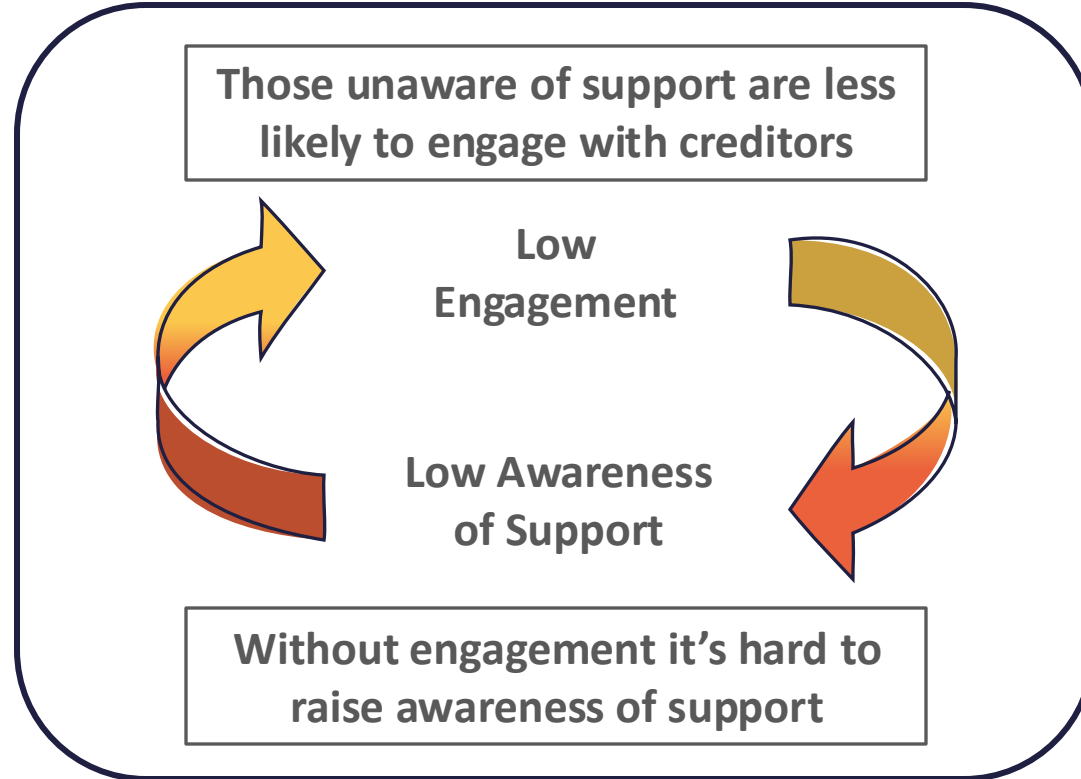 Those unaware of support are less
likely to engage with creditors
Low
Engagement
Low Awareness
of Support
Without engagement it’s hard to
raise awareness of support